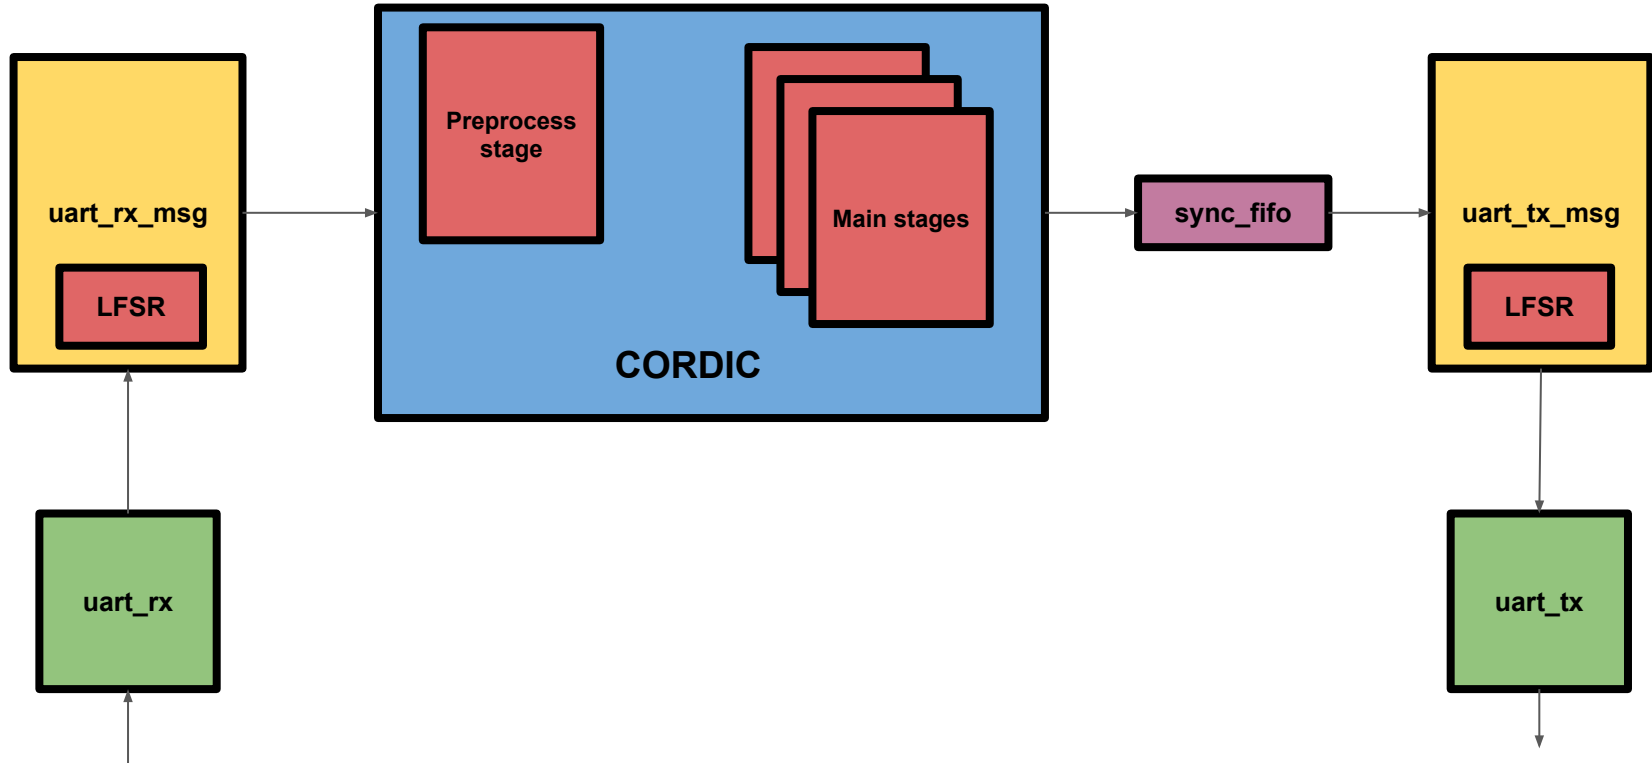 Preprocess
stage
uart_rx_msg
Main stages
sync_fifo
uart_tx_msg
LFSR
LFSR
CORDIC
uart_rx
uart_tx